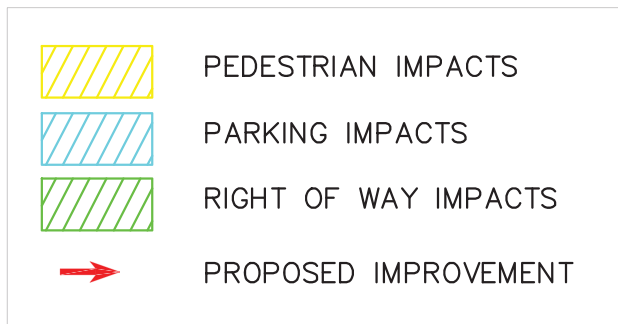 PEDESTRIAN IMPACTS
PARKING IMPACTS
RIGHT OF WAY IMPACTS
PROPOSED IMPROVEMENT